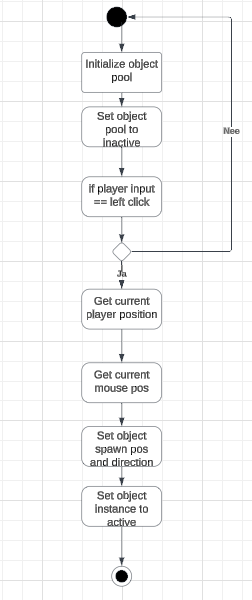 Initialize object
pool
Set object
pool to
inactive
if player input
== left click
Nee
Ja
Get current
player position
Get current
mouse pos
Set object
spawn pos
and direction
Set object
instance to
active